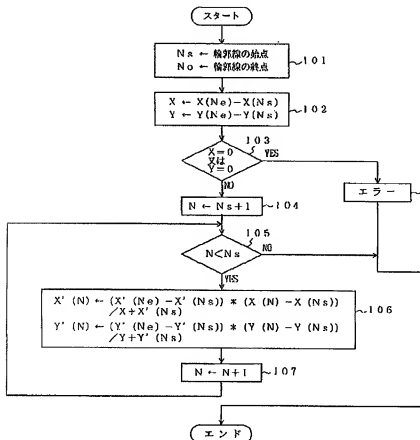 スタート
Ns ← 輪郭線の始点
No ← 輪郭線の終点
101
X ← X(Ne)−X(Ns)
Y ← Y(Ne)−Y(Ns)
102
103
X=0
又は
Y=0
YES
NO
エラー
N ← Ns+1
104
105
N<Ns
NO
YES
X'(N) ← (X'(Ne)−X'(Ns))*(X(N)−X(Ns))
/X+X'(Ns)
Y'(N) ← (Y'(Ne)−Y'(Ns))*(Y(N)−Y(Ns))
/Y+Y'(Ns)
106
N ← N+1
107
エンド